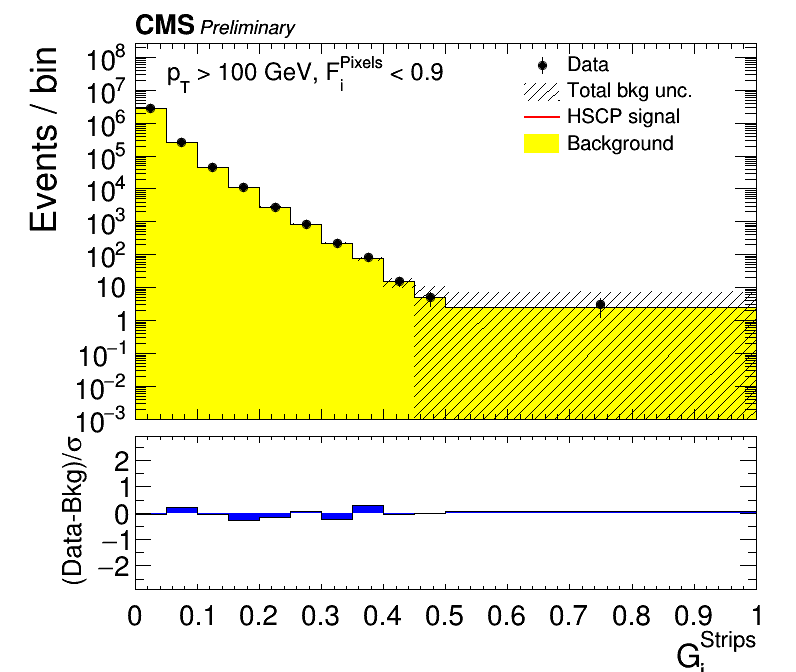 CMS Preliminary
p_T > 100 GeV, F_i^Pixels < 0.9
Data
Total bkg unc.
HSCP signal
Background
Events / bin
10^8
10^7
10^6
10^5
10^4
10^3
10^2
10
1
10^−1
10^−2
10^−3
(Data-Bkg)/σ
2
1
0
−1
−2
0 0.1 0.2 0.3 0.4 0.5 0.6 0.7 0.8 0.9 1
G_i^Strips